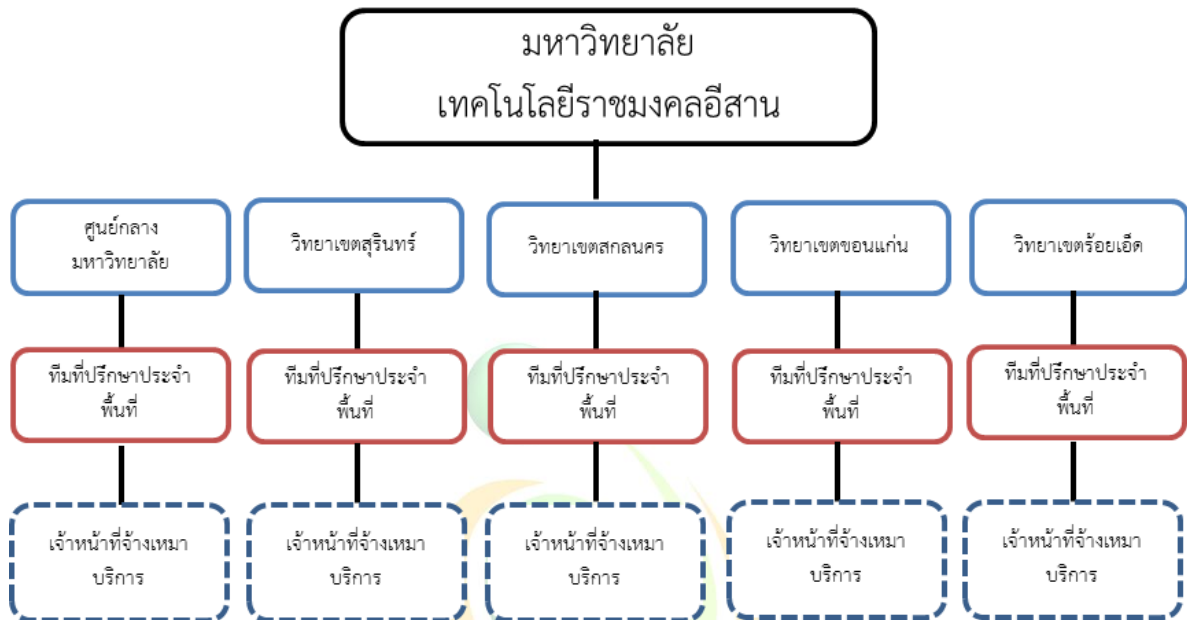 มหาวิทยาลัย
เทคโนโลยีราชมงคลอีสาน
ศูนย์กลาง
มหาวิทยาลัย
วิทยาเขตสุรินทร์
วิทยาเขตสกลนคร
วิทยาเขตขอนแก่น
วิทยาเขตร้อยเอ็ด
ทีมที่ปรึกษาประจำ
พื้นที่
ทีมที่ปรึกษาประจำ
พื้นที่
ทีมที่ปรึกษาประจำ
พื้นที่
ทีมที่ปรึกษาประจำ
พื้นที่
ทีมที่ปรึกษาประจำ
พื้นที่
เจ้าหน้าที่จ้างเหมา
บริการ
เจ้าหน้าที่จ้างเหมา
บริการ
เจ้าหน้าที่จ้างเหมา
บริการ
เจ้าหน้าที่จ้างเหมา
บริการ
เจ้าหน้าที่จ้างเหมา
บริการ